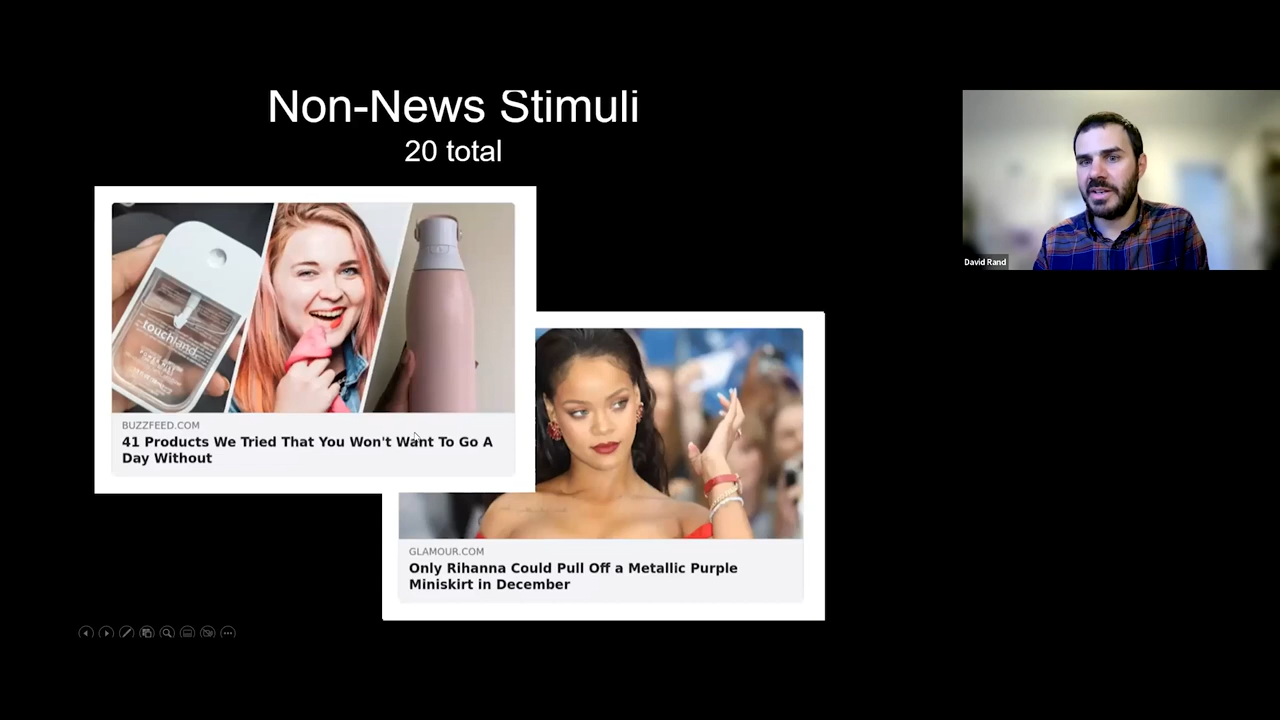 Non-News Stimuli
20 total
David Rand
touchland
BUZZFEED.COM
41 Products We Tried That You Won't Want To Go A
Day Without
GLAMOUR.COM
Only Rihanna Could Pull Off a Metallic Purple
Miniskirt in December